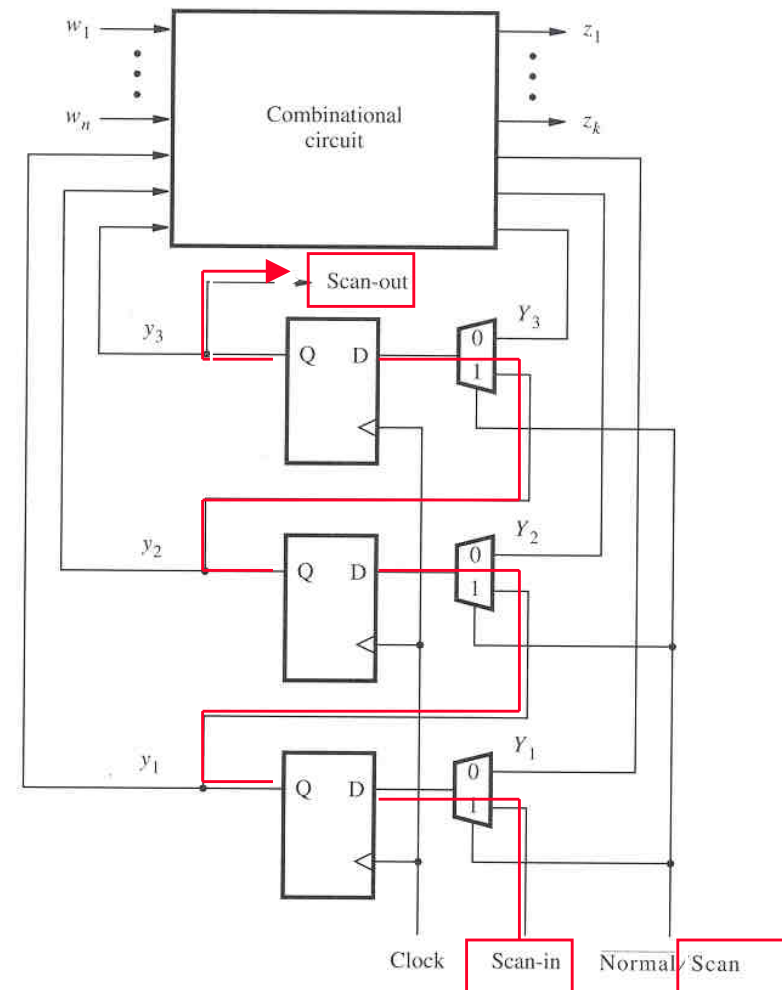 w1
z1
wn
zk
Combinational
circuit
Scan-out
y3
Q
D
0
1
Y3
y2
Q
D
0
1
Y2
y1
Q
D
0
1
Y1
Clock
Scan-in
Normal/Scan